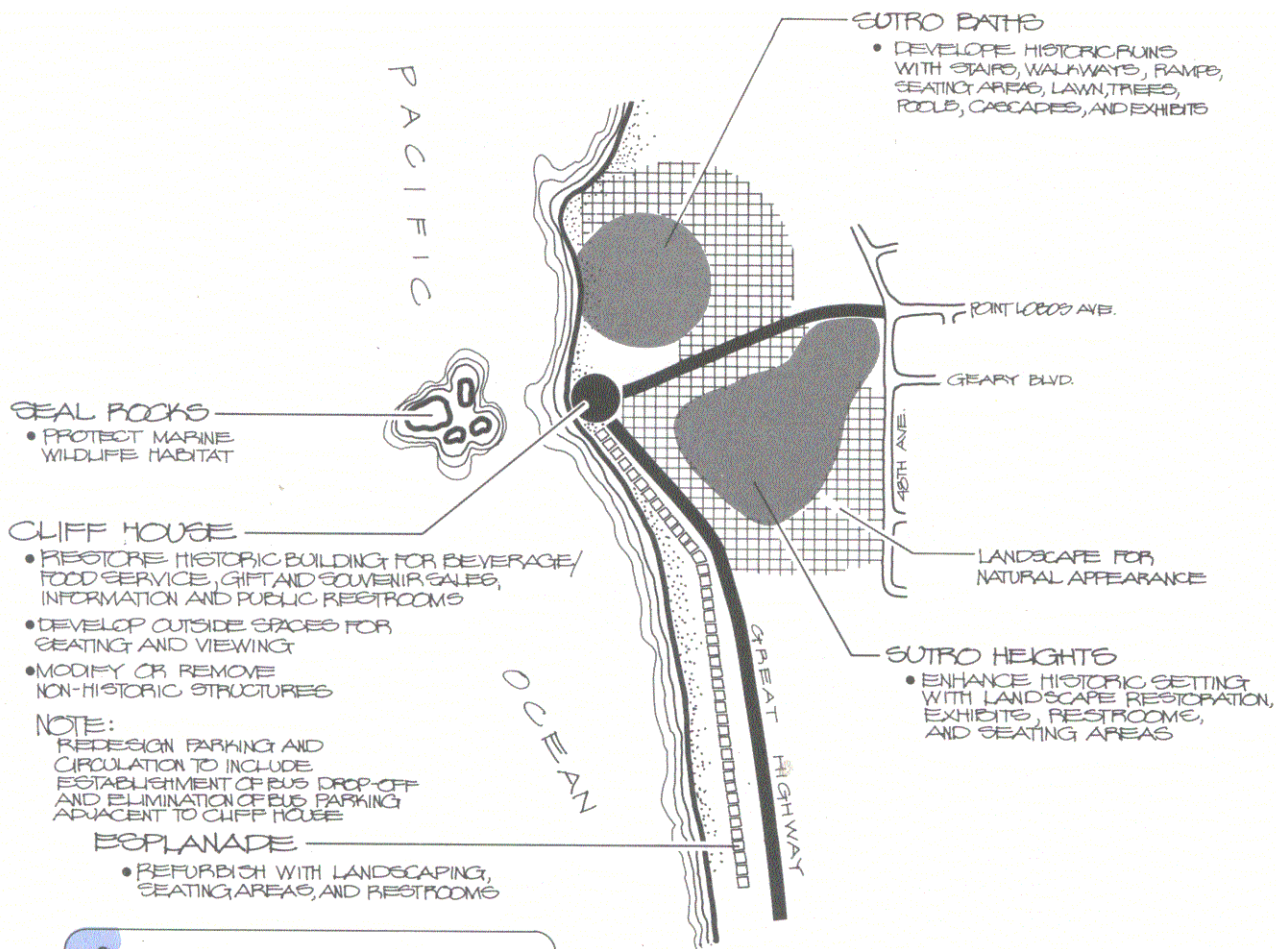 SUTRO BATHS
• DEVELOPE HISTORIC RUINS
WITH STAIRS, WALKWAYS, RAMPS,
SEATING AREAS, LAWN, TREES,
POOLS, CASCADES, AND EXHIBITS
PACIFIC
POINT LOBOS AVE.
GEARY BLVD.
48TH AVE.
SEAL ROCKS
• PROTECT MARINE
WILDLIFE HABITAT
CLIFF HOUSE
• RESTORE HISTORIC BUILDING FOR BEVERAGE/
FOOD SERVICE, GIFT AND SOUVENIR SALES,
INFORMATION AND PUBLIC RESTROOMS
• DEVELOP OUTSIDE SPACES FOR
SEATING AND VIEWING
• MODIFY OR REMOVE
NON-HISTORIC STRUCTURES
NOTE:
REDESIGN PARKING AND
CIRCULATION TO INCLUDE
ESTABLISHMENT OF BUS DROP-OFF
AND ELIMINATION OF BUS PARKING
ADJACENT TO CLIFF HOUSE
LANDSCAPE FOR
NATURAL APPEARANCE
SUTRO HEIGHTS
• ENHANCE HISTORIC SETTING
WITH LANDSCAPE RESTORATION,
EXHIBITS, RESTROOMS,
AND SEATING AREAS
OCEAN
GREAT HIGHWAY
ESPLANADE
• REFURBISH WITH LANDSCAPING,
SEATING AREAS, AND RESTROOMS